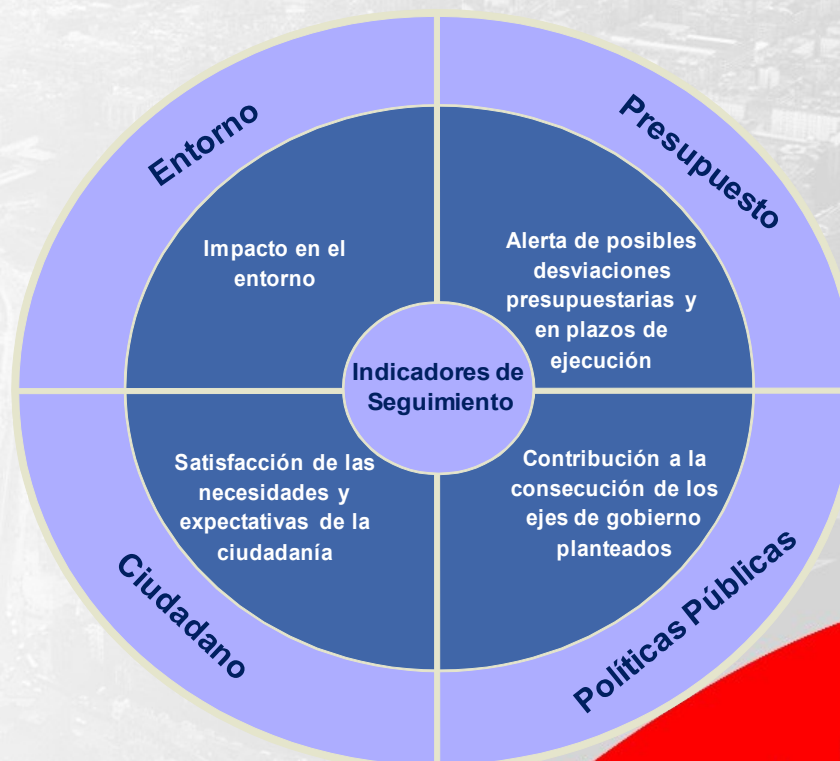 Entorno
Presupuesto
Impacto en el
entorno
Alerta de posibles
desviaciones
presupuestarias y
en plazos de
ejecución
Indicadores de
Seguimiento
Satisfacción de las
necesidades y
expectativas de la
ciudadanía
Contribución a la
consecución de los
ejes de gobierno
planteados
Ciudadano
Políticas Públicas